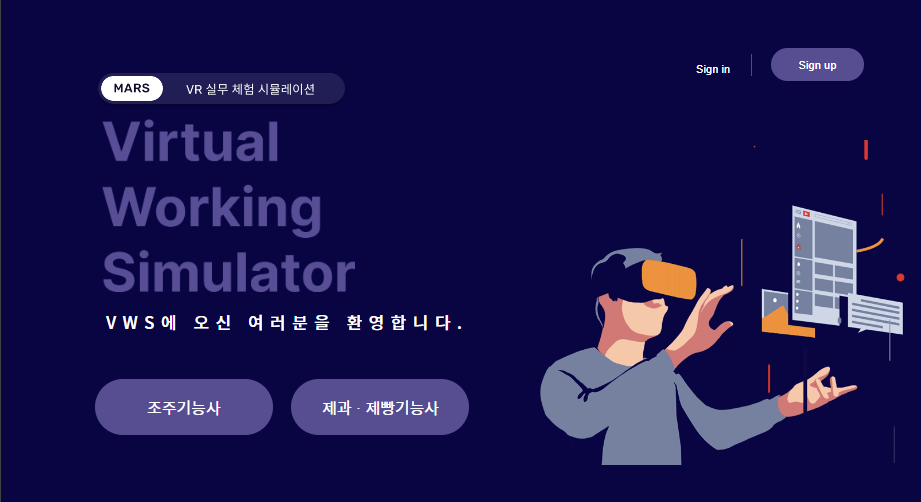 Sign in
Sign up
MARS
VR 실무 체험 시뮬레이션
Virtual
Working
Simulator
VWS에 오신 여러분을 환영합니다.
조주기능사
제과 · 제빵기능사